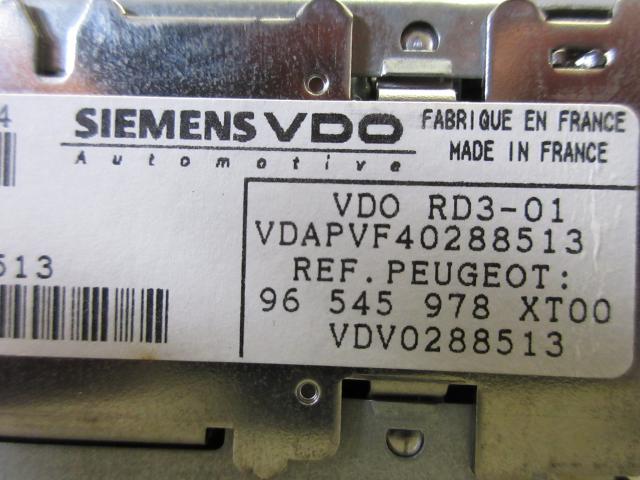 4
SIEMENS VDO
Automotive
FABRIQUE EN FRANCE
MADE IN FRANCE
VDO RD3-01
VDAPVF40288513
REF.PEUGEOT:
96 545 978 XT00
VDV0288513
513